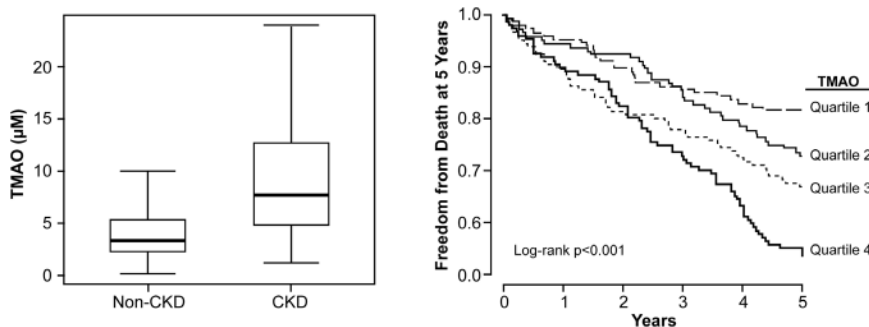 TMAO (µM)
20
15
10
5
0
Non-CKD
CKD
Freedom from Death at 5 Years
1.0
0.9
0.8
0.7
0.6
0.0
Log-rank p<0.001
0
1
2
3
4
5
Years
TMAO
Quartile 1
Quartile 2
Quartile 3
Quartile 4